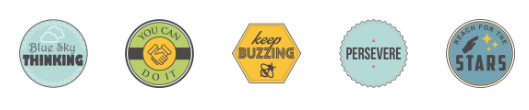 Blue Sky
THINKING
YOU CAN
DO IT
keep
BUZZING
PERSEVERE
REACH FOR THE
STARS